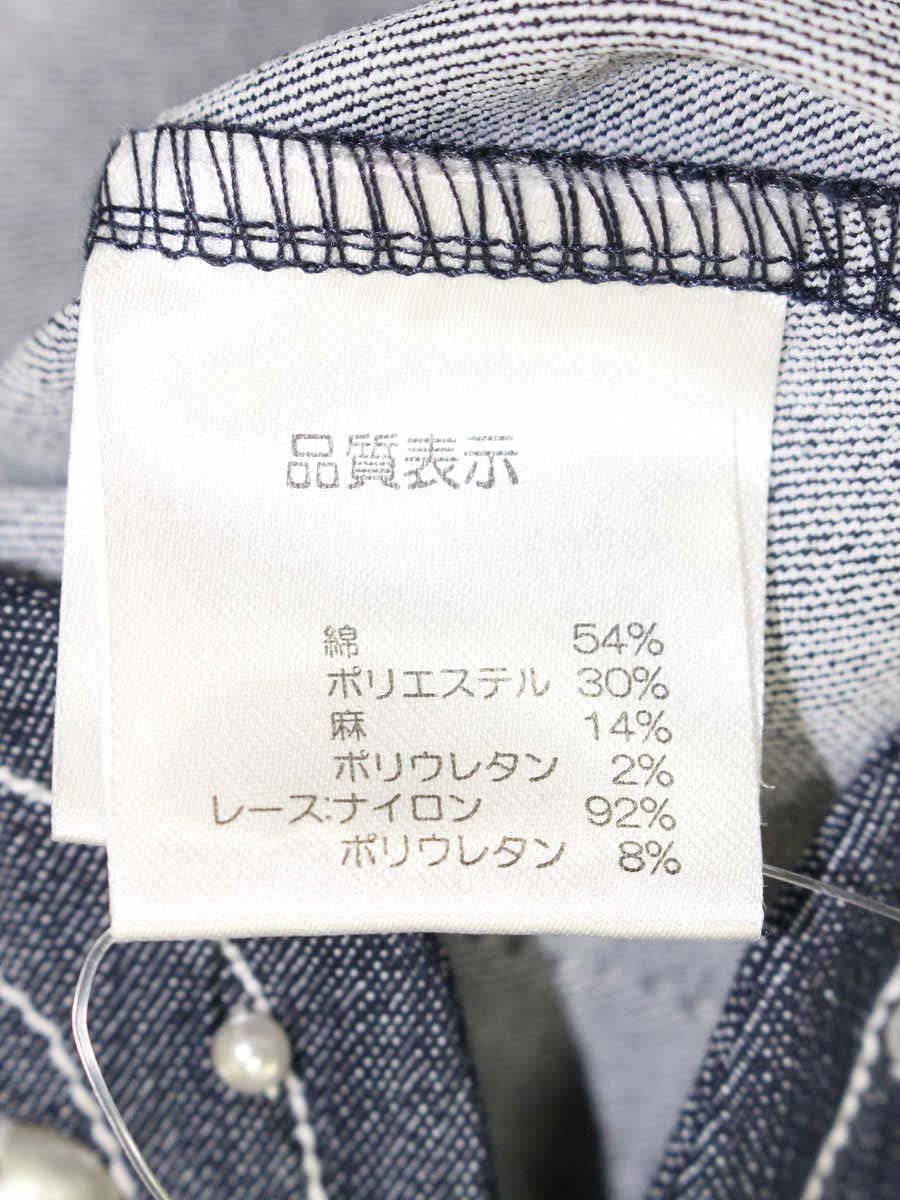 品質表示
綿 54%
ポリエステル 30%
麻 14%
ポリウレタン 2%
レース:ナイロン 92%
ポリウレタン 8%